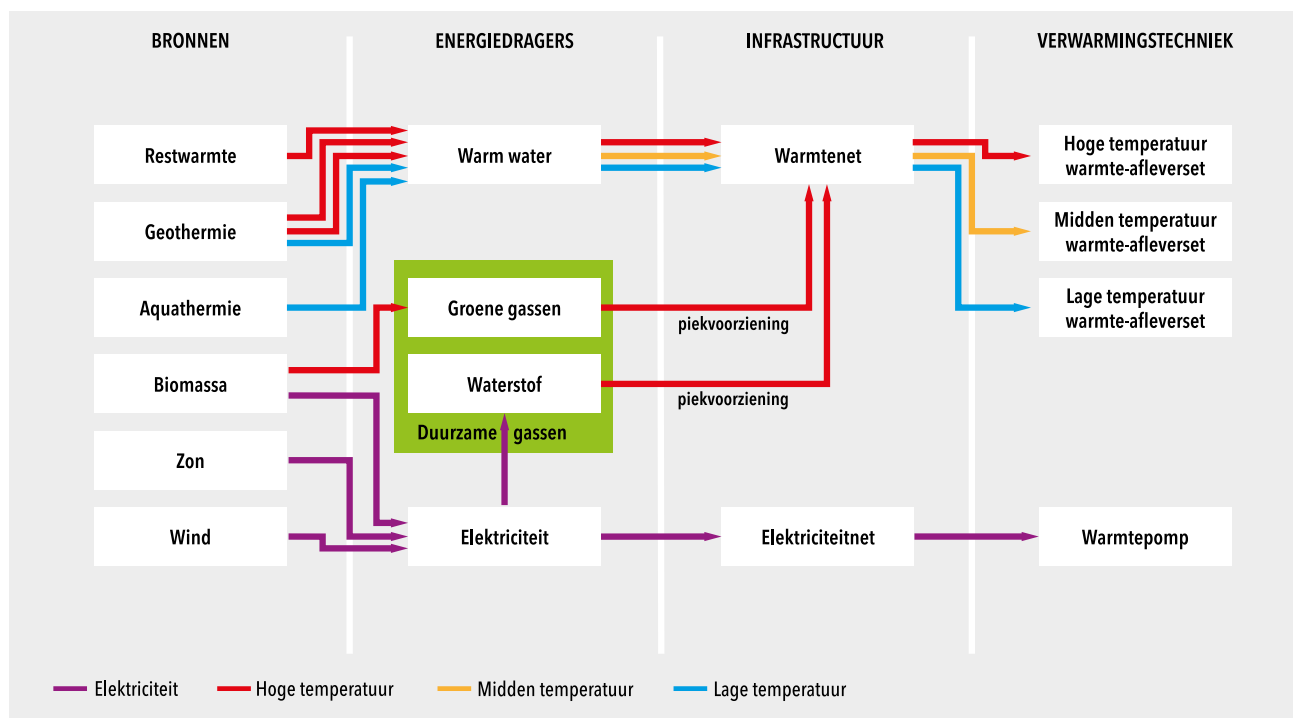 BRONNEN
ENERGIEDRAGERS
INFRASTRUCTUUR
VERWARMINGSTECHNIEK
Restwarmte
Geothermie
Aquathermie
Biomassa
Zon
Wind
Warm water
Groene gassen
Waterstof
Duurzame gassen
Elektriciteit
piekvoorziening
piekvoorziening
Warmtenet
Elektriciteitnet
Hoge temperatuur
warmte-afleverset
Midden temperatuur
warmte-afleverset
Lage temperatuur
warmte-afleverset
Warmtepomp
Elektriciteit
Hoge temperatuur
Midden temperatuur
Lage temperatuur